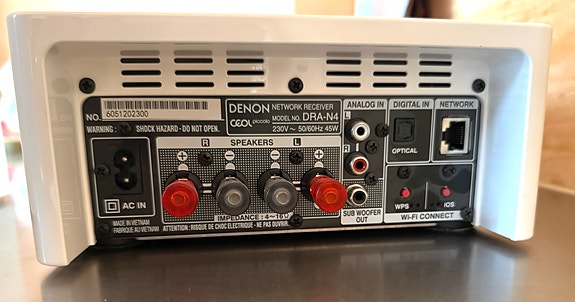 NO. 6051202300
DENON NETWORK RECEIVER
CEOL piccolo MODEL NO. DRA-N4
230V ~ 50/60Hz 45W
WARNING: SHOCK HAZARD - DO NOT OPEN.
ANALOG IN
L
R
DIGITAL IN
OPTICAL
NETWORK
R SPEAKERS L
+ - - +
AC IN
IMPEDANCE : 4~16Ω
SUB WOOFER
OUT
WPS iOS
Wi-Fi CONNECT
MADE IN VIETNAM
FABRIQUE AU VIETNAM
ATTENTION : RISQUE DE CHOC ELECTRIQUE - NE PAS OUVRIR.